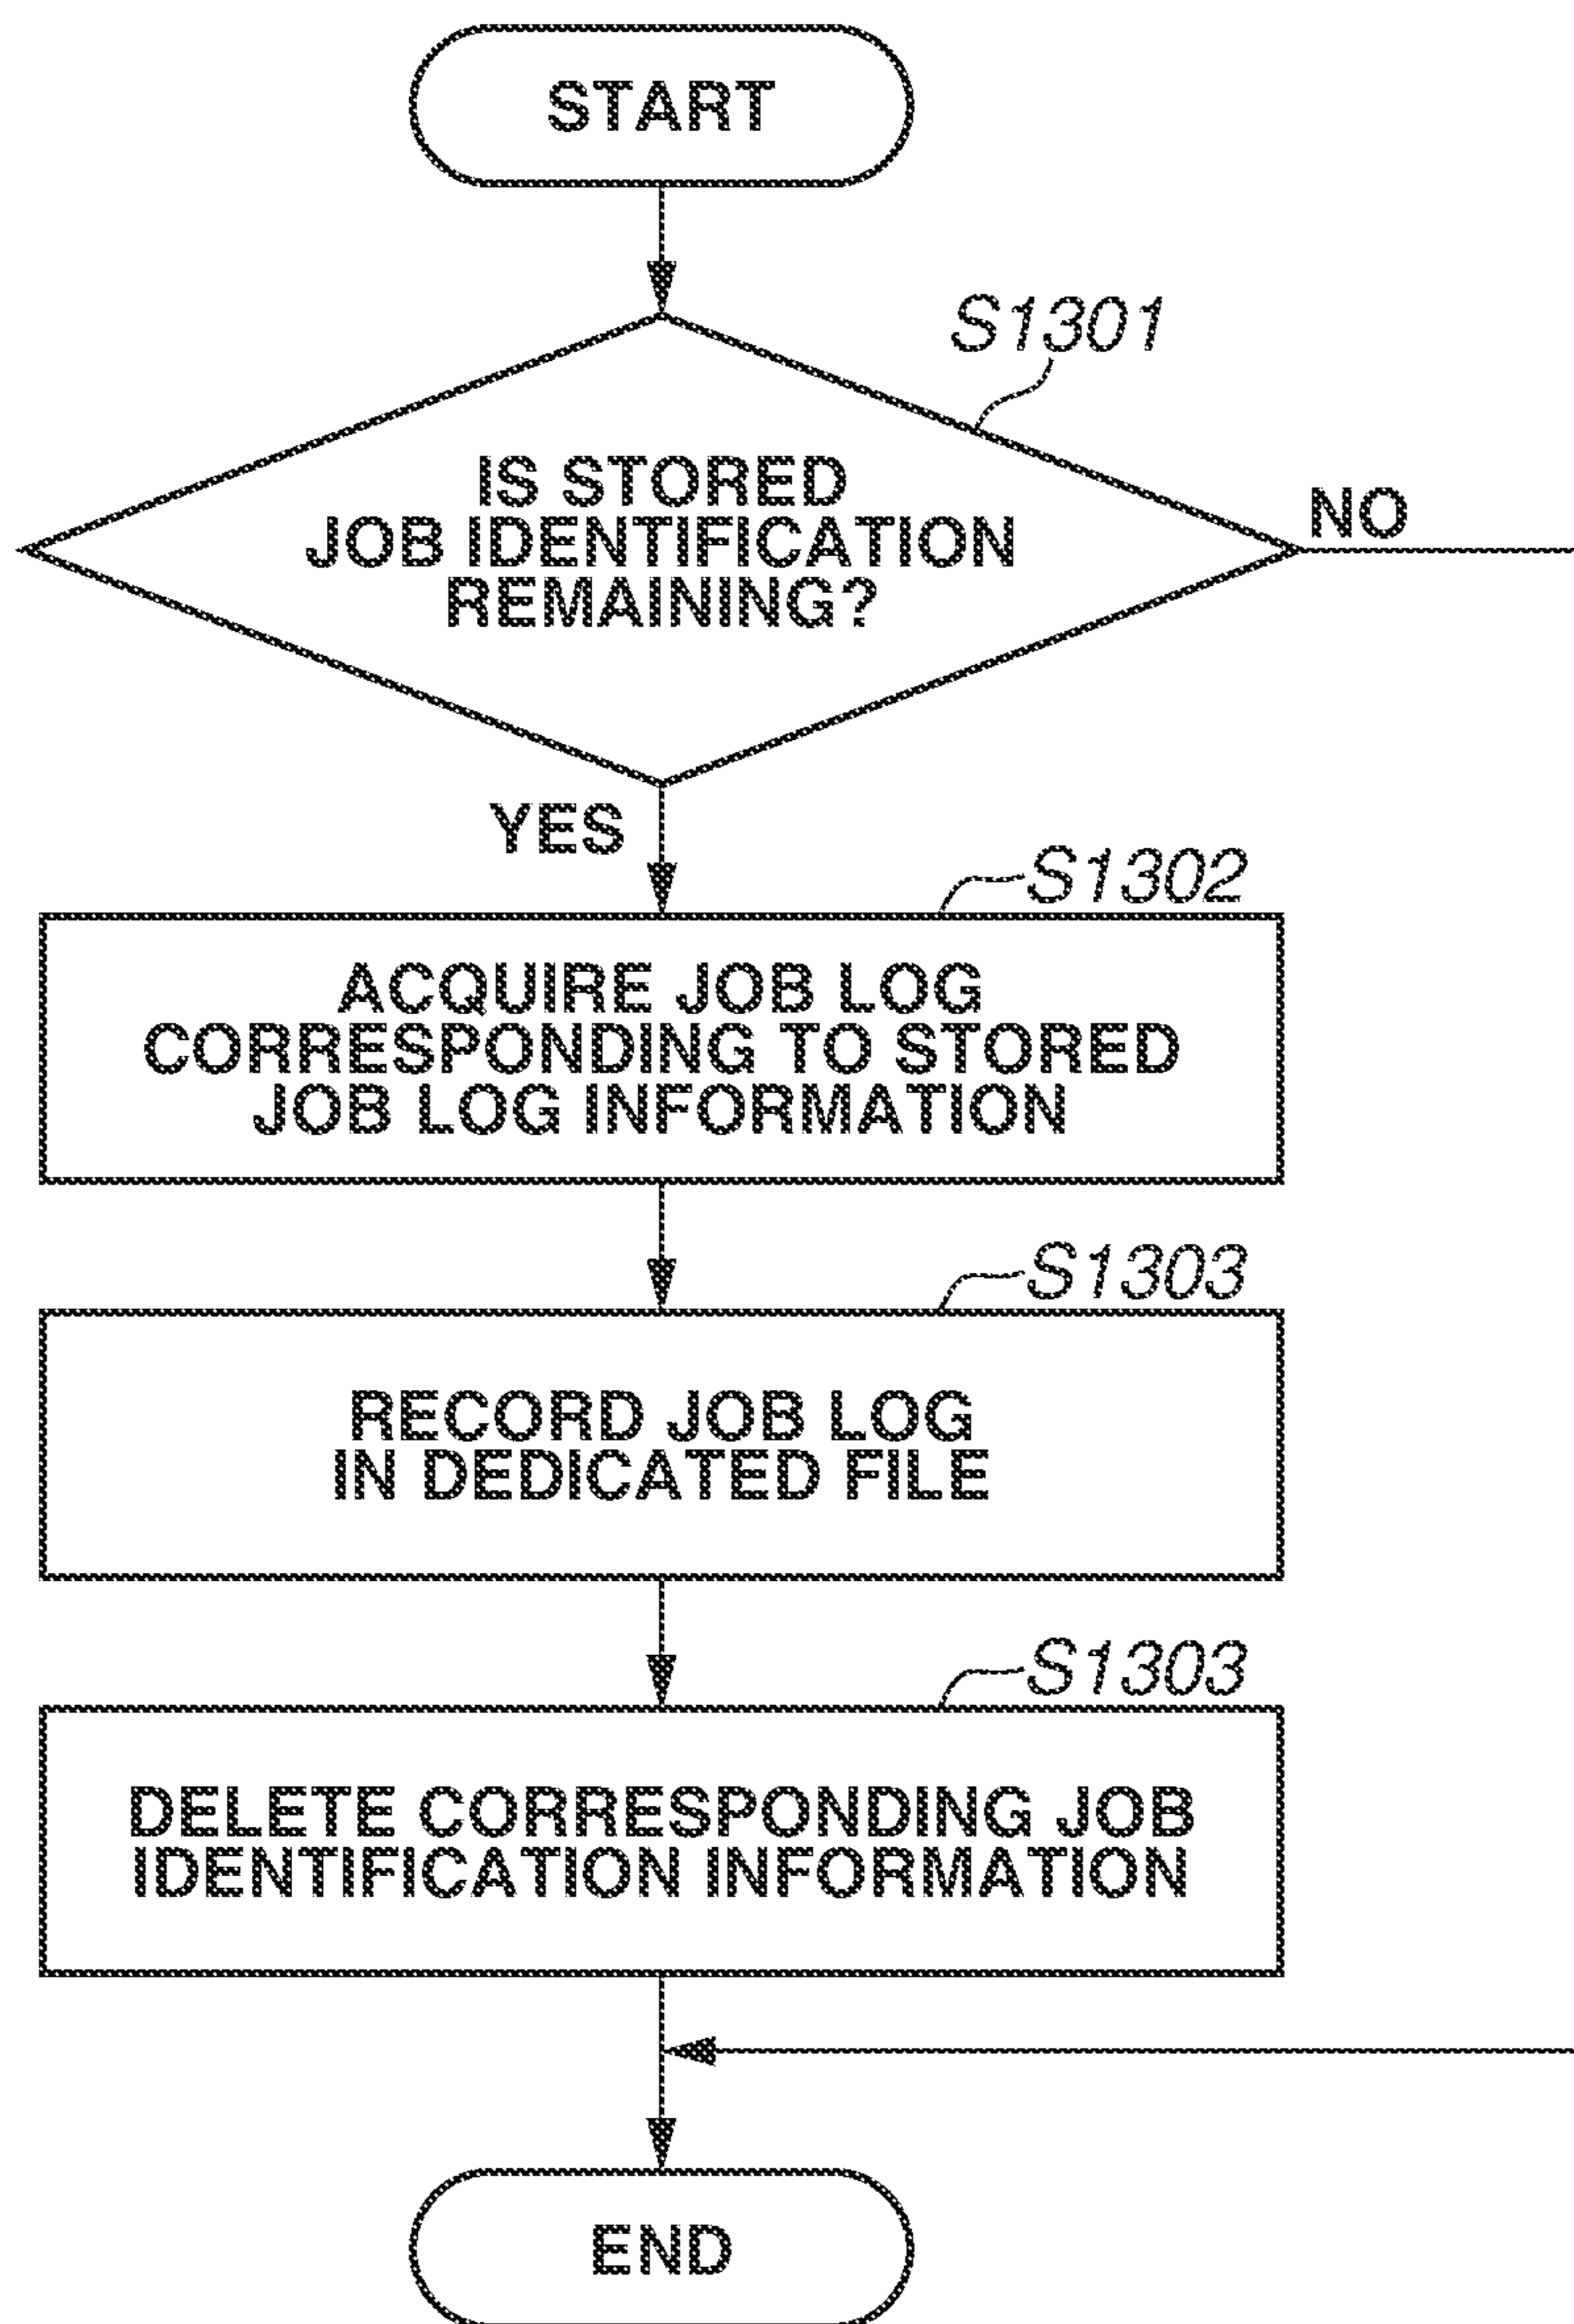 START
S1301
IS STORED
JOB IDENTIFICATION
REMAINING?
NO
YES
S1302
ACQUIRE JOB LOG
CORRESPONDING TO STORED
JOB LOG INFORMATION
S1303
RECORD JOB LOG
IN DEDICATED FILE
S1303
DELETE CORRESPONDING JOB
IDENTIFICATION INFORMATION
END